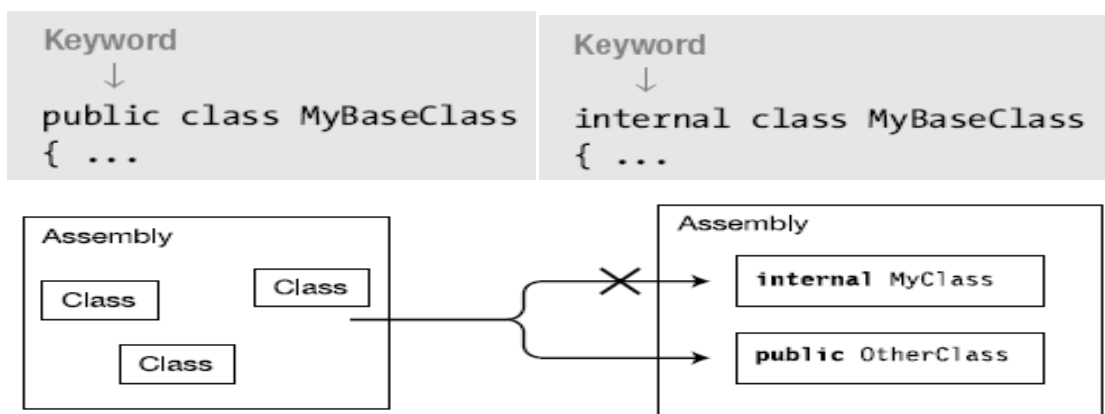 Keyword
↓
public class MyBaseClass
{ ...
Keyword
↓
internal class MyBaseClass
{ ...
Assembly
Class
Class
Class
Assembly
internal MyClass
public OtherClass